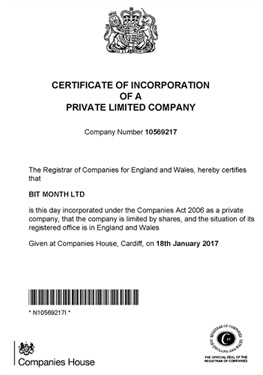 CERTIFICATE OF INCORPORATION
OF A
PRIVATE LIMITED COMPANY
Company Number 10569217
The Registrar of Companies for England and Wales, hereby certifies
that
BIT MONTH LTD
is this day incorporated under the Companies Act 2006 as a private
company, that the company is limited by shares, and the situation of its
registered office is in England and Wales
Given at Companies House, Cardiff, on 18th January 2017
* N10569217I *
Companies House
THE OFFICIAL SEAL OF THE
REGISTRAR OF COMPANIES